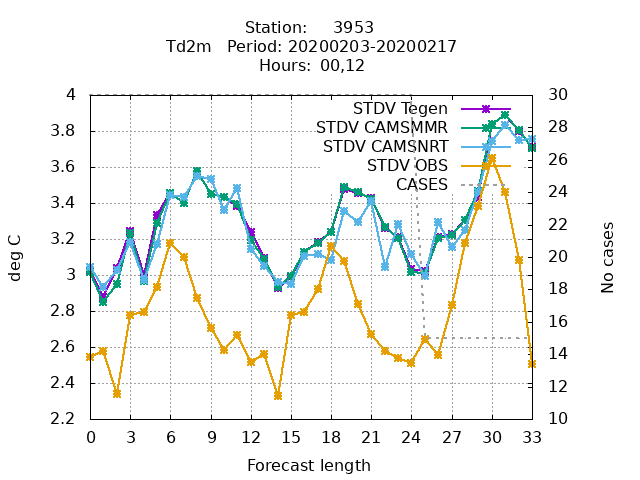 Station: 3953
Td2m Period: 20200203-20200217
Hours: 00,12
STDV Tegen
STDV CAMSMMR
STDV CAMSNRT
STDV OBS
CASES
deg C
No cases
4
3.8
3.6
3.4
3.2
3
2.8
2.6
2.4
2.2
30
28
26
24
22
20
18
16
14
12
10
0 3 6 9 12 15 18 21 24 27 30 33
Forecast length